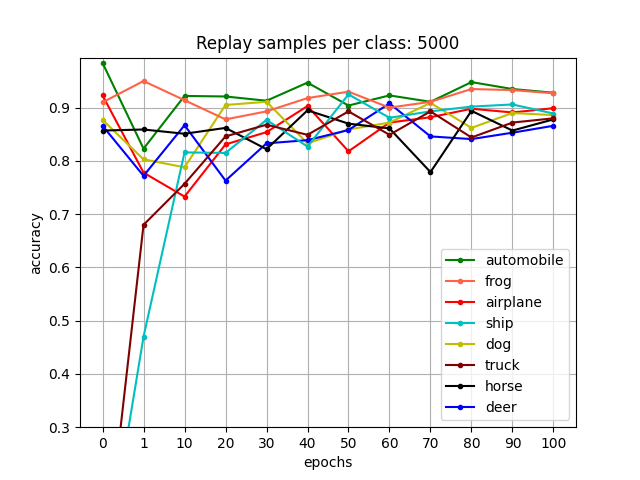 Replay samples per class: 5000
accuracy
0.9
0.8
0.7
0.6
0.5
0.4
0.3
automobile
frog
airplane
ship
dog
truck
horse
deer
0 1 10 20 30 40 50 60 70 80 90 100
epochs